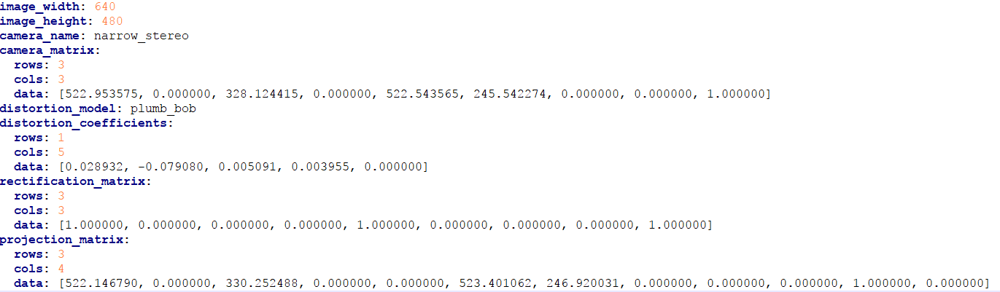 image_width: 640
image_height: 480
camera_name: narrow_stereo
camera_matrix:
  rows: 3
  cols: 3
  data: [522.953575, 0.000000, 328.124415, 0.000000, 522.543565, 245.542274, 0.000000, 0.000000, 1.000000]
distortion_model: plumb_bob
distortion_coefficients:
  rows: 1
  cols: 5
  data: [0.028932, -0.079080, 0.005091, 0.003955, 0.000000]
rectification_matrix:
  rows: 3
  cols: 3
  data: [1.000000, 0.000000, 0.000000, 0.000000, 1.000000, 0.000000, 0.000000, 0.000000, 1.000000]
projection_matrix:
  rows: 3
  cols: 4
  data: [522.146790, 0.000000, 330.252488, 0.000000, 0.000000, 523.401062, 246.920031, 0.000000, 0.000000, 0.000000, 1.000000, 0.000000]